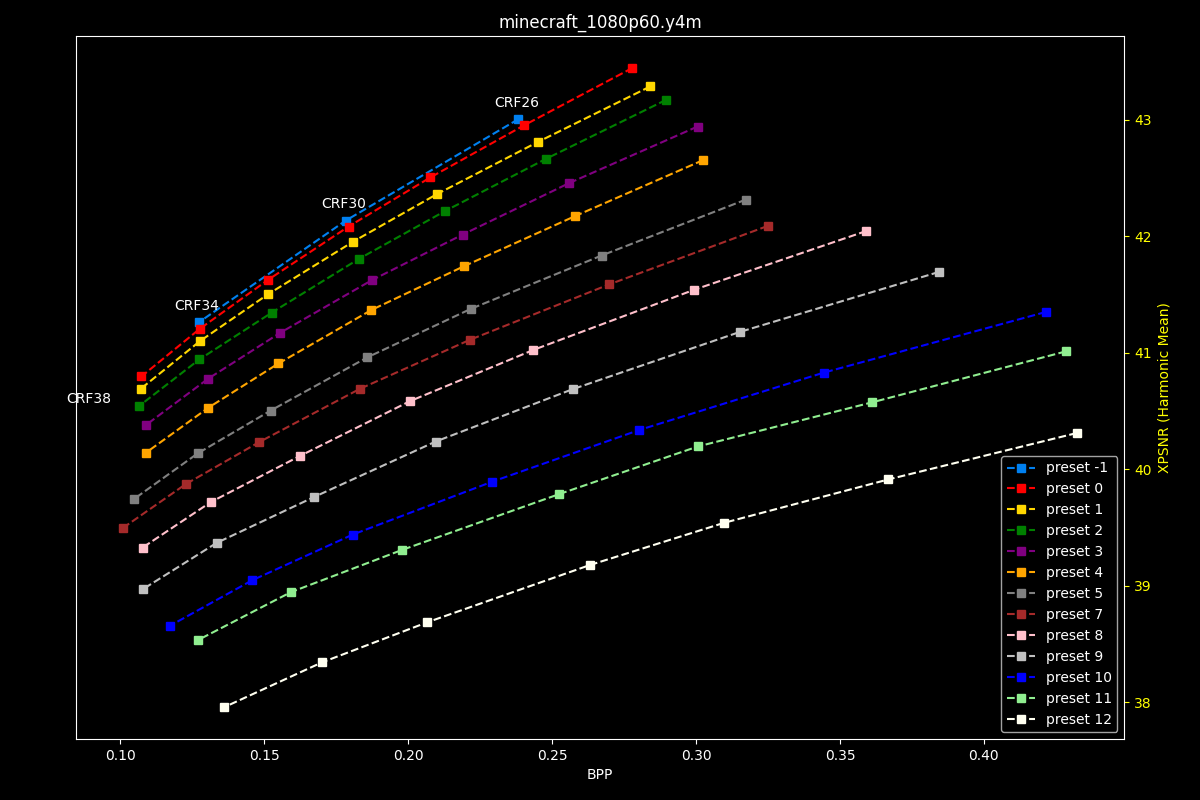 minecraft_1080p60.y4m
CRF26
CRF30
CRF34
CRF38
43
42
41
40
39
38
XPSNR (Harmonic Mean)
preset -1
preset 0
preset 1
preset 2
preset 3
preset 4
preset 5
preset 7
preset 8
preset 9
preset 10
preset 11
preset 12
0.10 0.15 0.20 0.25 0.30 0.35 0.40
BPP